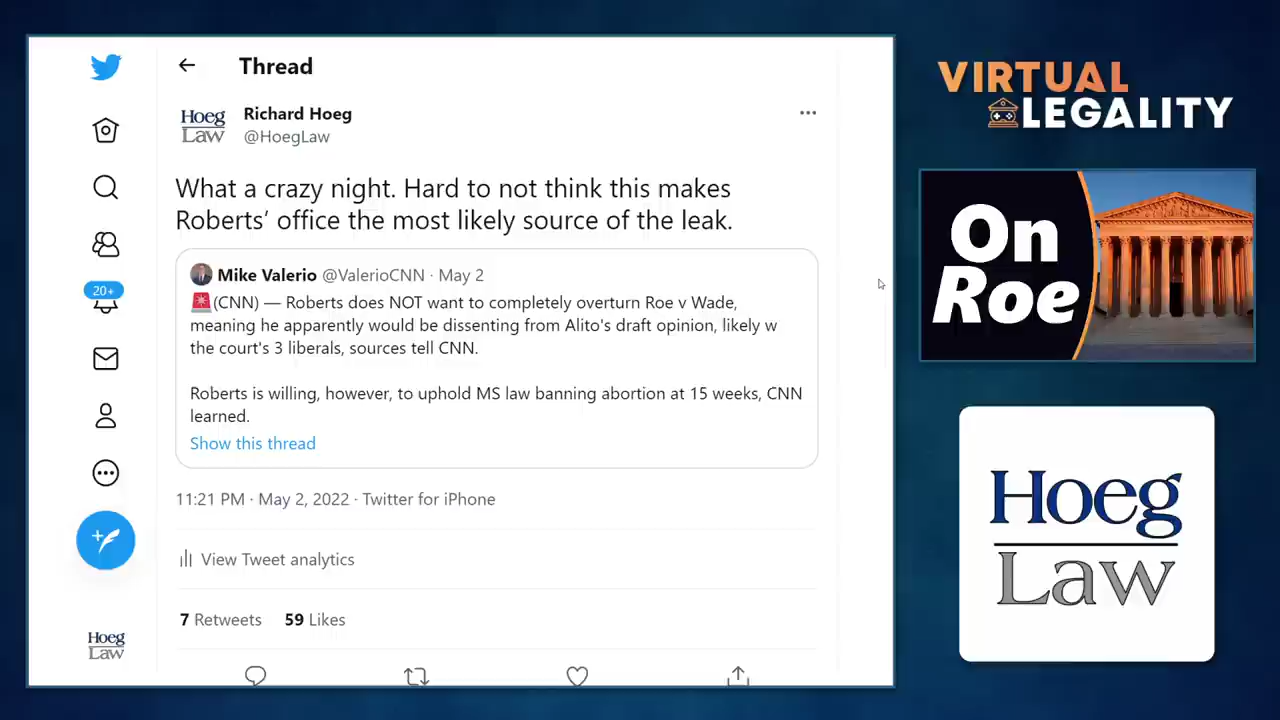 Thread
Richard Hoeg
@HoegLaw
What a crazy night. Hard to not think this makes
Roberts’ office the most likely source of the leak.
Mike Valerio @ValerioCNN · May 2
🚨(CNN) — Roberts does NOT want to completely overturn Roe v Wade,
meaning he apparently would be dissenting from Alito's draft opinion, likely w
the court's 3 liberals, sources tell CNN.
Roberts is willing, however, to uphold MS law banning abortion at 15 weeks, CNN
learned.
Show this thread
11:21 PM · May 2, 2022 · Twitter for iPhone
View Tweet analytics
7 Retweets 59 Likes
20+
Hoeg
Law
Hoeg
Law
VIRTUAL
LEGALITY
On
Roe
Hoeg
Law